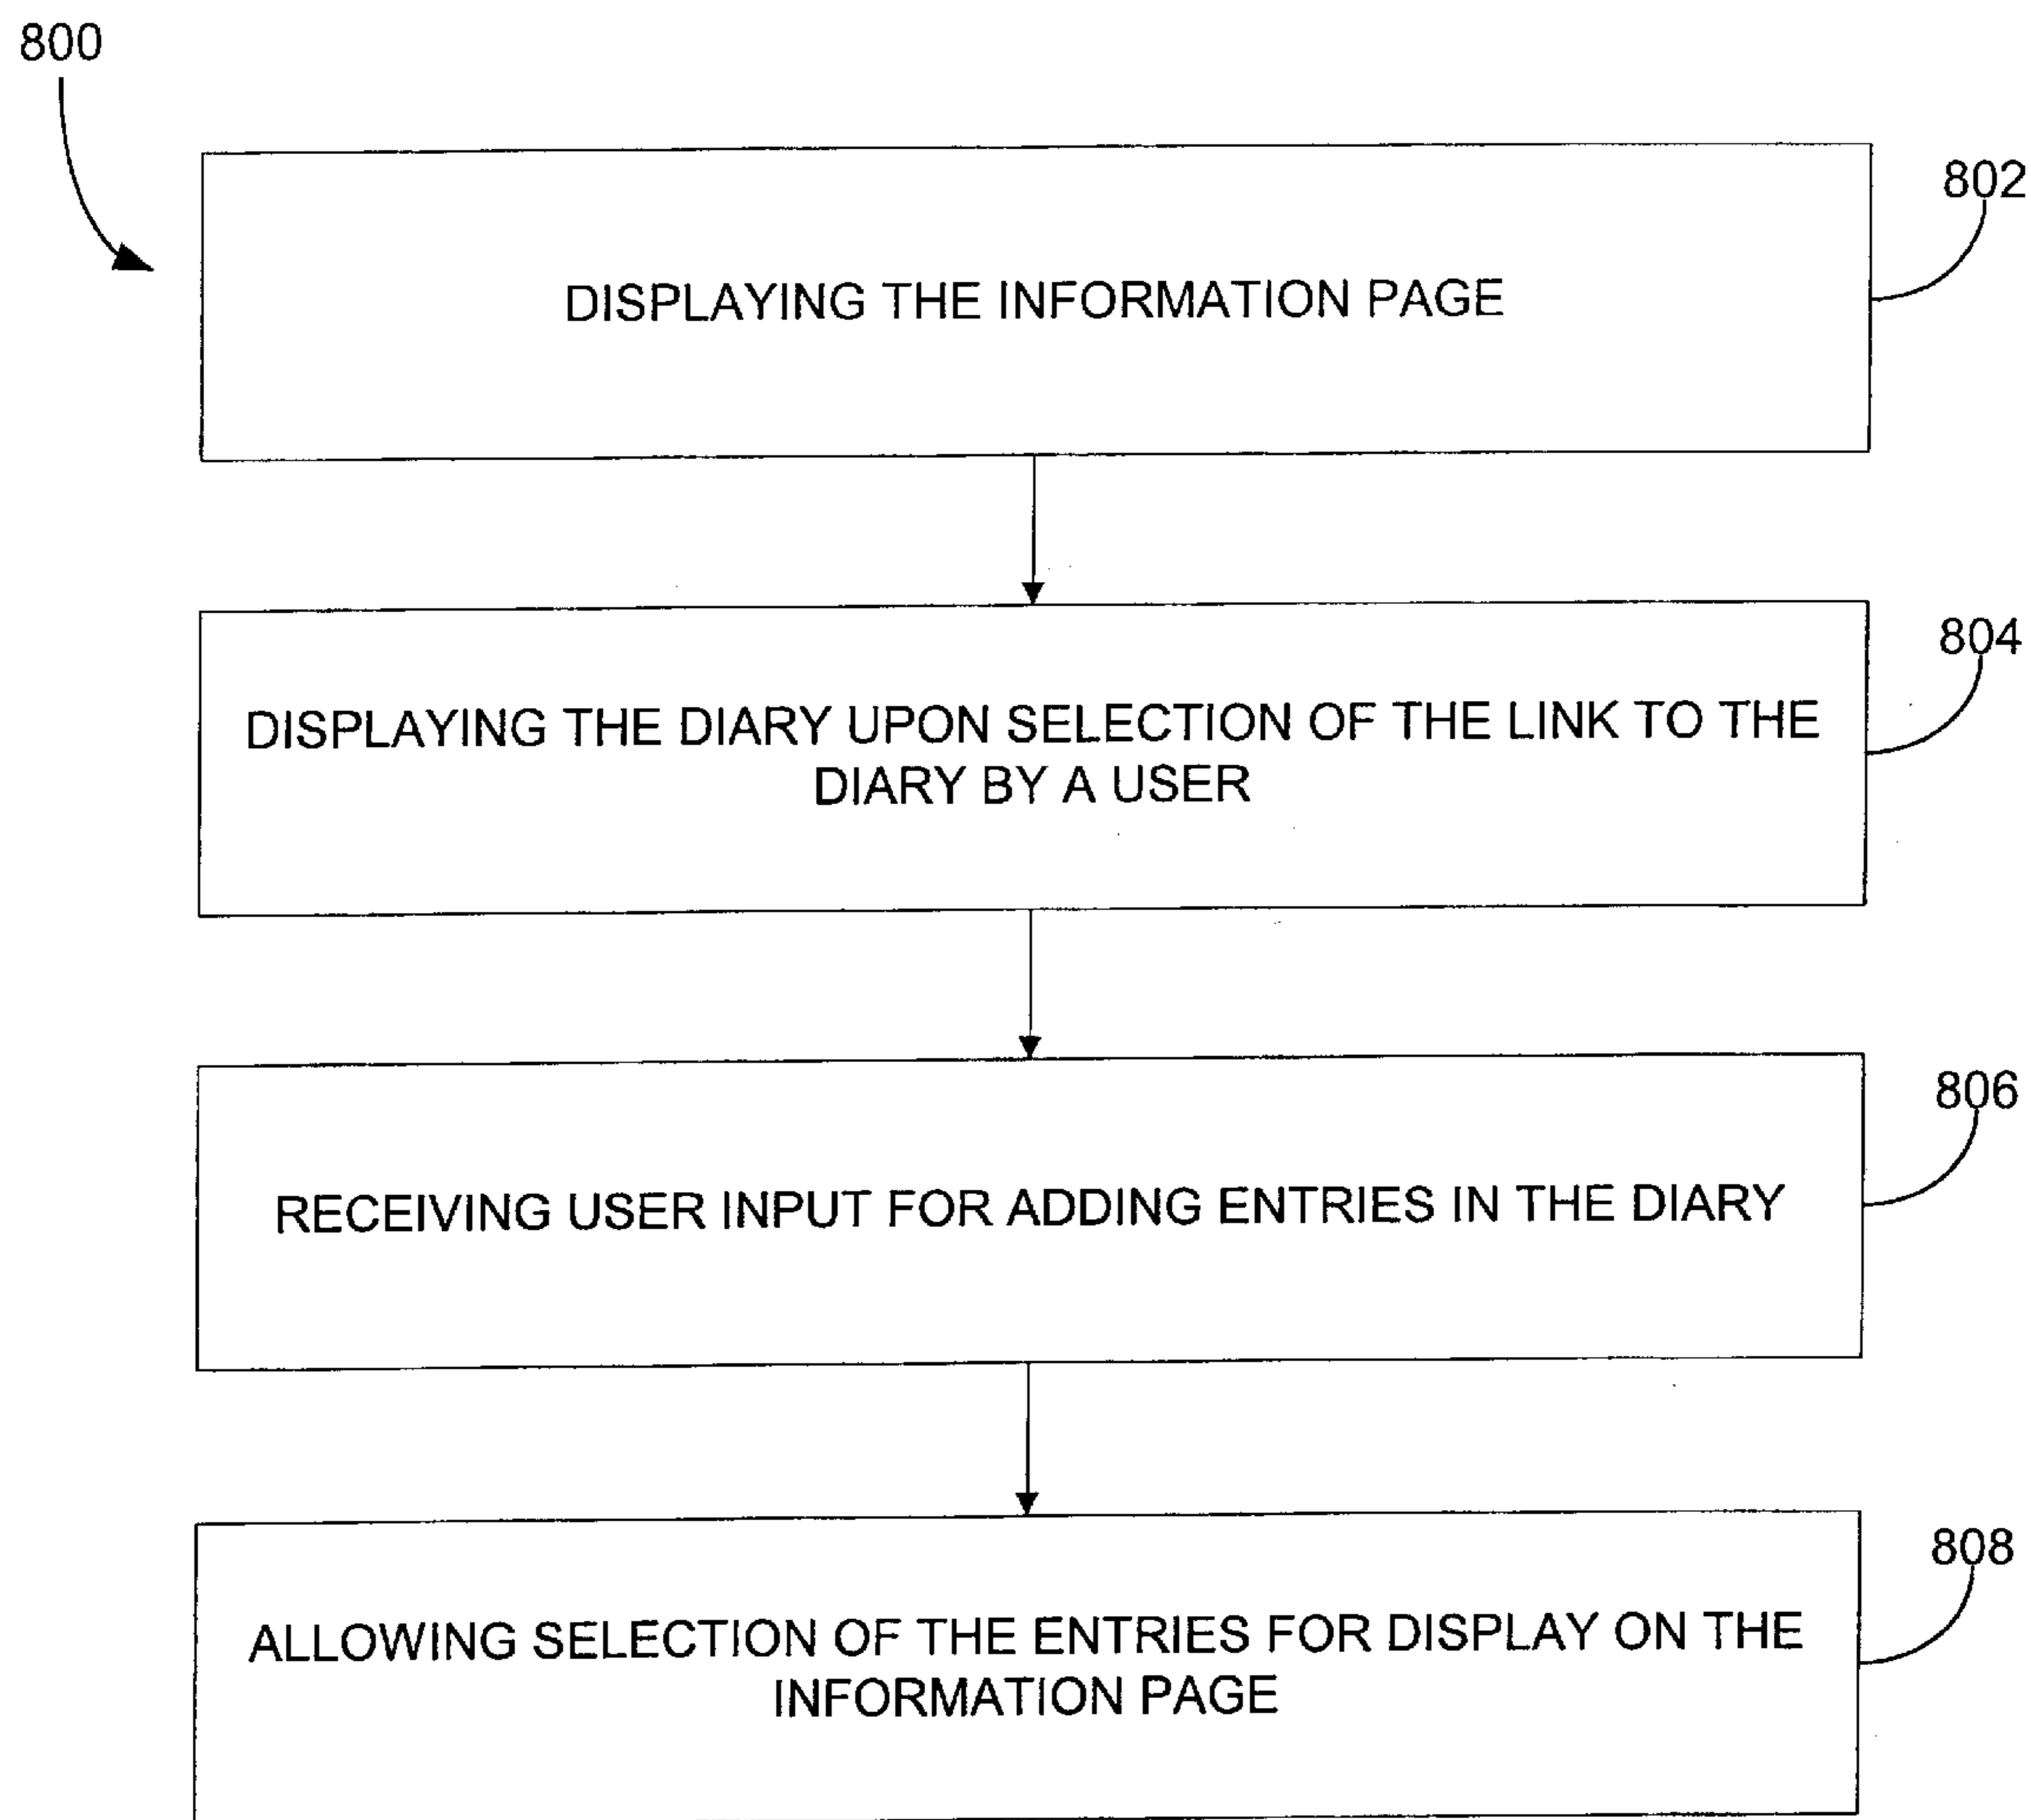 800
802
DISPLAYING THE INFORMATION PAGE
804
DISPLAYING THE DIARY UPON SELECTION OF THE LINK TO THE
DIARY BY A USER
806
RECEIVING USER INPUT FOR ADDING ENTRIES IN THE DIARY
808
ALLOWING SELECTION OF THE ENTRIES FOR DISPLAY ON THE
INFORMATION PAGE